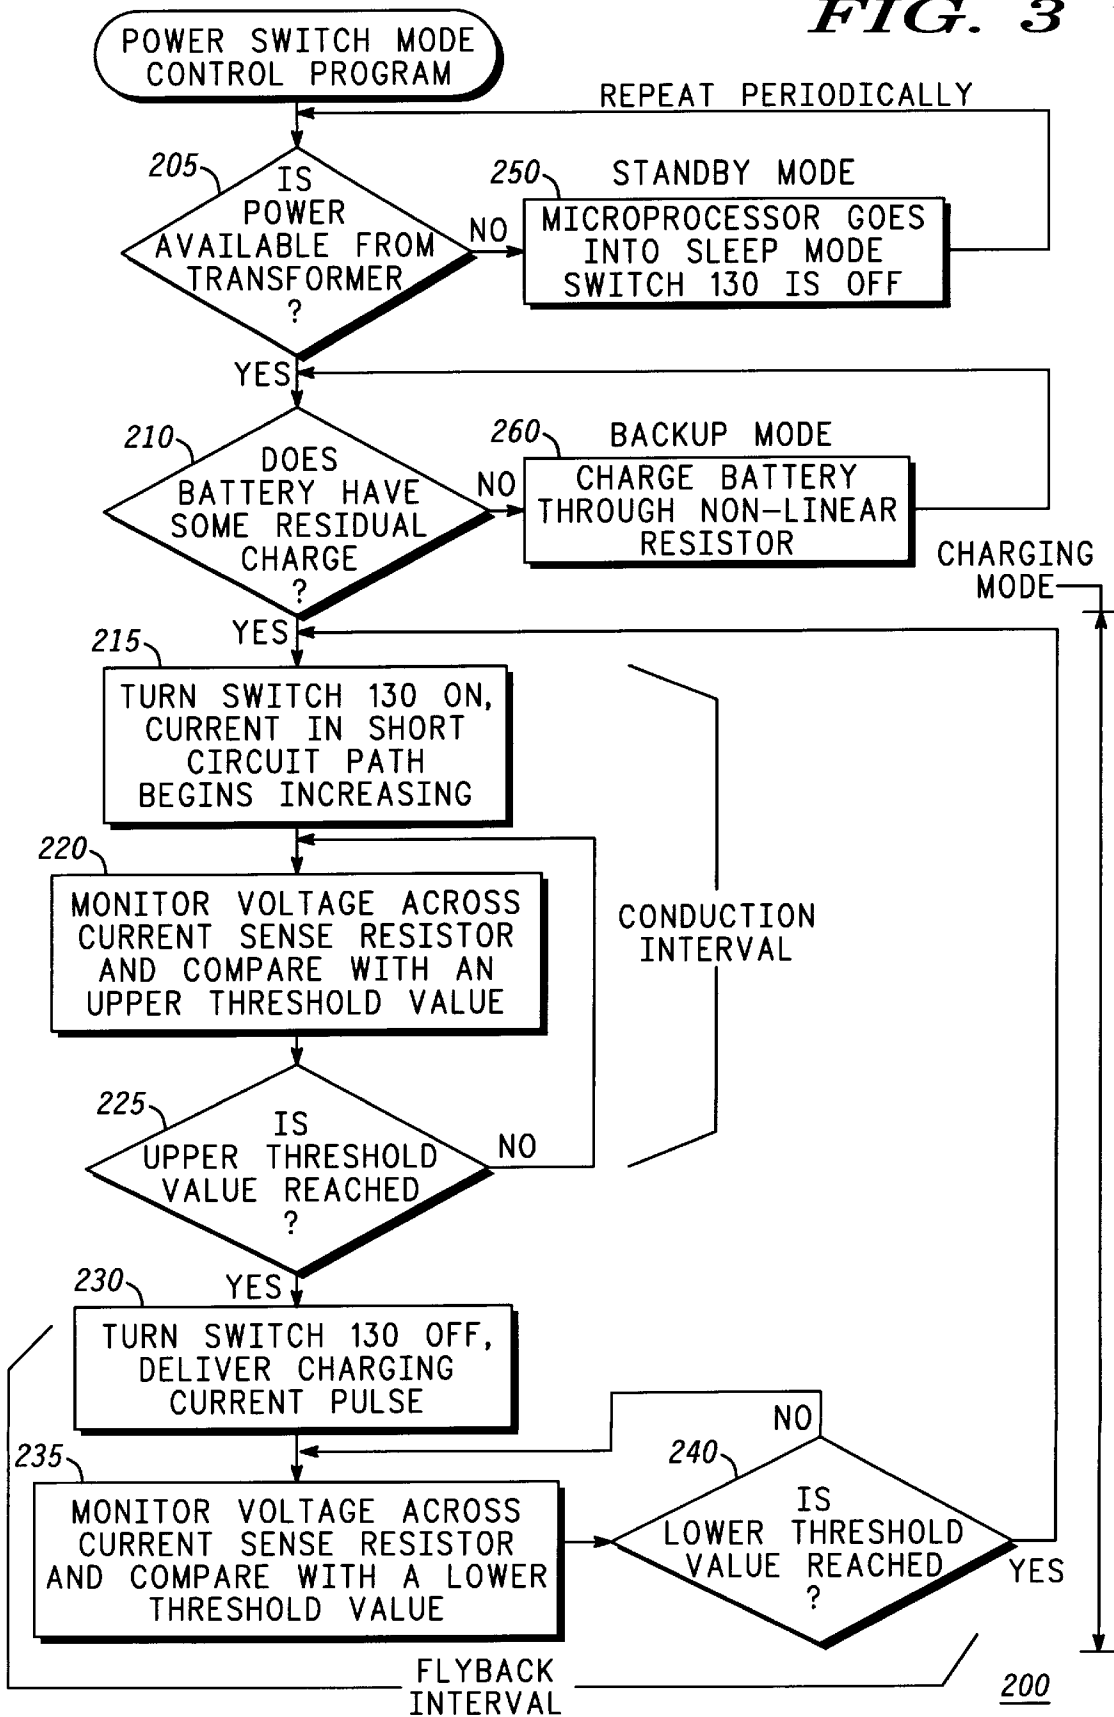 FIG. 3
POWER SWITCH MODE
CONTROL PROGRAM
REPEAT PERIODICALLY
205
IS
POWER
AVAILABLE FROM
TRANSFORMER
?
NO
250
STANDBY MODE
MICROPROCESSOR GOES
INTO SLEEP MODE
SWITCH 130 IS OFF
YES
210
DOES
BATTERY HAVE
SOME RESIDUAL
CHARGE
?
NO
260
BACKUP MODE
CHARGE BATTERY
THROUGH NON-LINEAR
RESISTOR
CHARGING
MODE
YES
215
TURN SWITCH 130 ON,
CURRENT IN SHORT
CIRCUIT PATH
BEGINS INCREASING
220
MONITOR VOLTAGE ACROSS
CURRENT SENSE RESISTOR
AND COMPARE WITH AN
UPPER THRESHOLD VALUE
CONDUCTION
INTERVAL
225
IS
UPPER THRESHOLD
VALUE REACHED
?
NO
YES
230
TURN SWITCH 130 OFF,
DELIVER CHARGING
CURRENT PULSE
235
MONITOR VOLTAGE ACROSS
CURRENT SENSE RESISTOR
AND COMPARE WITH A LOWER
THRESHOLD VALUE
NO
240
IS
LOWER THRESHOLD
VALUE REACHED
?
YES
FLYBACK
INTERVAL
200